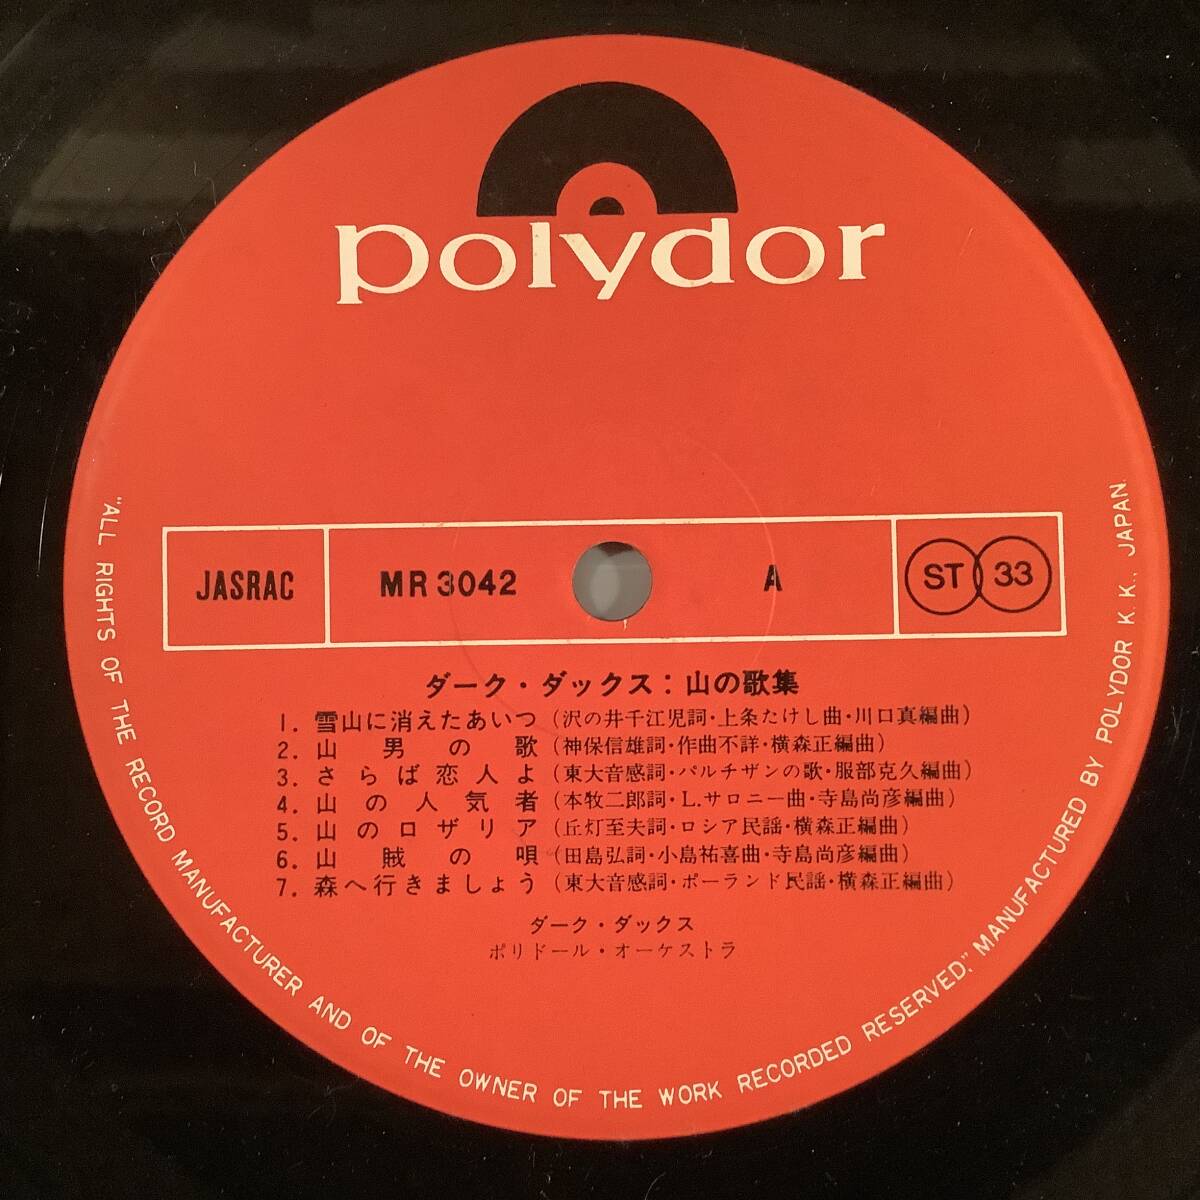 polydor
JASRAC
MR 3042
A
ST 33
ダーク・ダックス: 山の歌集
1. 雪山に消えたあいつ (沢の井千江児詞・上条たけし曲・川口真編曲)
2. 山男の歌 (神保信雄詞・作曲不詳・横森正編曲)
3. さらば恋人よ (東大音感詞・パルチザンの歌・服部克久編曲)
4. 山の人気者 (本牧二郎詞・L.サロニー曲・寺島尚彦編曲)
5. 山のロザリア (丘灯至夫詞・ロシア民謡・横森正編曲)
6. 山賊の唄 (田島弘詞・小島祐喜曲・寺島尚彦編曲)
7. 森へ行きましょう (東大音感詞・ポーランド民謡・横森正編曲)
ダーク・ダックス
ポリドール・オーケストラ
"ALL RIGHTS OF THE RECORD MANUFACTURER AND OF THE OWNER OF THE WORK RECORDED RESERVED," MANUFACTURED BY POLYDOR K. K., JAPAN.